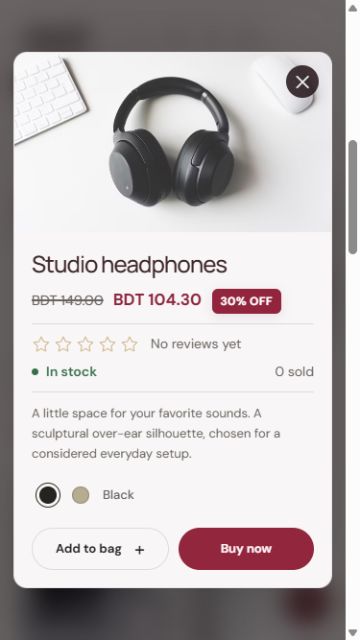 Studio headphones
BDT 149.00 BDT 104.30 30% OFF
No reviews yet
In stock 0 sold
A little space for your favorite sounds. A
sculptural over-ear silhouette, chosen for a
considered everyday setup.
Black
Add to bag + Buy now